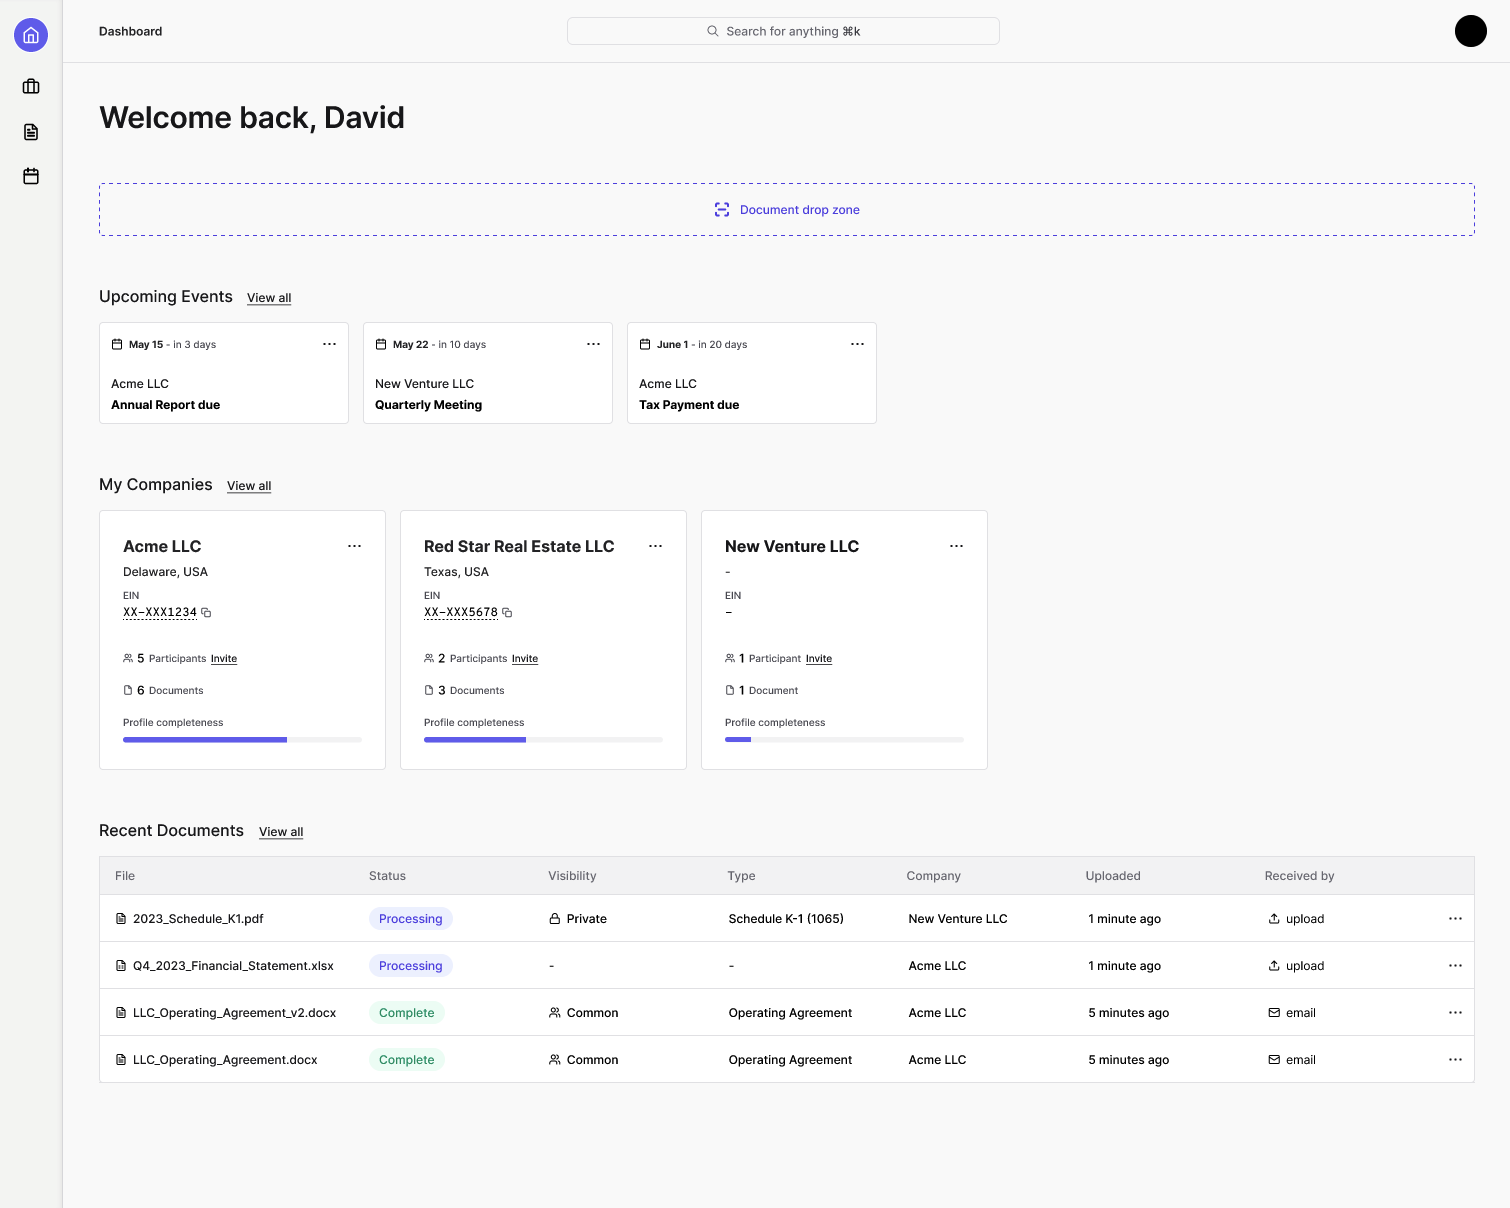 Dashboard
Search for anything ⌘k
Welcome back, David
Document drop zone
Upcoming Events View all
May 15 - in 3 days ···
Acme LLC
Annual Report due
May 22 - in 10 days ···
New Venture LLC
Quarterly Meeting
June 1 - in 20 days ···
Acme LLC
Tax Payment due
My Companies View all
Acme LLC ···
Delaware, USA
EIN
XX-XXX1234
5 Participants Invite
6 Documents
Profile completeness
Red Star Real Estate LLC ···
Texas, USA
EIN
XX-XXX5678
2 Participants Invite
3 Documents
Profile completeness
New Venture LLC ···
-
EIN
–
1 Participant Invite
1 Document
Profile completeness
Recent Documents View all
File Status Visibility Type Company Uploaded Received by
2023_Schedule_K1.pdf Processing Private Schedule K-1 (1065) New Venture LLC 1 minute ago upload ···
Q4_2023_Financial_Statement.xlsx Processing - - Acme LLC 1 minute ago upload ···
LLC_Operating_Agreement_v2.docx Complete Common Operating Agreement Acme LLC 5 minutes ago email ···
LLC_Operating_Agreement.docx Complete Common Operating Agreement Acme LLC 5 minutes ago email ···